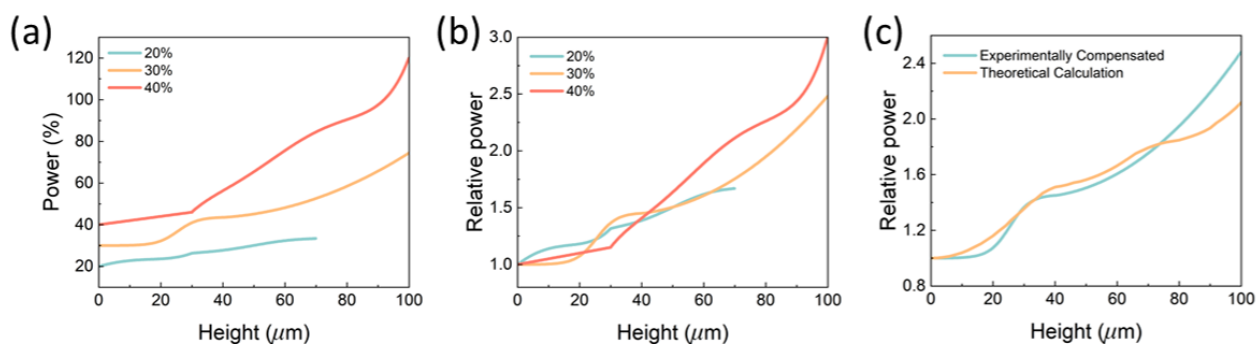 (a)
Power (%)
120
100
80
60
40
20
20%
30%
40%
0 20 40 60 80 100
Height (μm)
(b)
Relative power
3.0
2.5
2.0
1.5
1.0
20%
30%
40%
0 20 40 60 80 100
Height (μm)
(c)
Relative power
2.4
2.0
1.6
1.2
0.8
Experimentally Compensated
Theoretical Calculation
0 20 40 60 80 100
Height (μm)